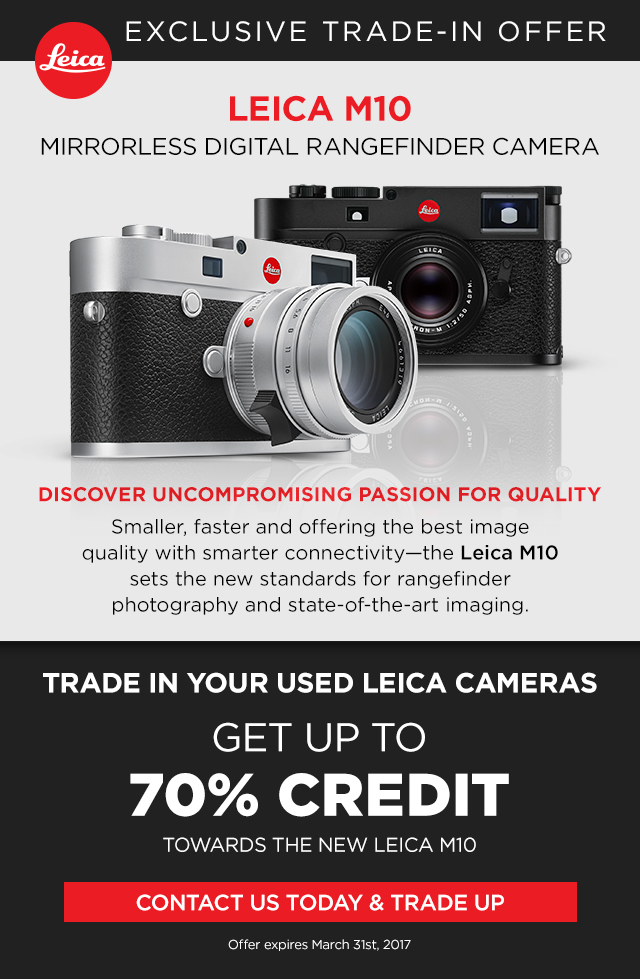 EXCLUSIVE TRADE-IN OFFER
Leica
LEICA M10
MIRRORLESS DIGITAL RANGEFINDER CAMERA
Leica
LEICA
Leica
DISCOVER UNCOMPROMISING PASSION FOR QUALITY
Smaller, faster and offering the best image
quality with smarter connectivity—the Leica M10
sets the new standards for rangefinder
photography and state-of-the-art imaging.
TRADE IN YOUR USED LEICA CAMERAS
GET UP TO
70% CREDIT
TOWARDS THE NEW LEICA M10
CONTACT US TODAY & TRADE UP
Offer expires March 31st, 2017